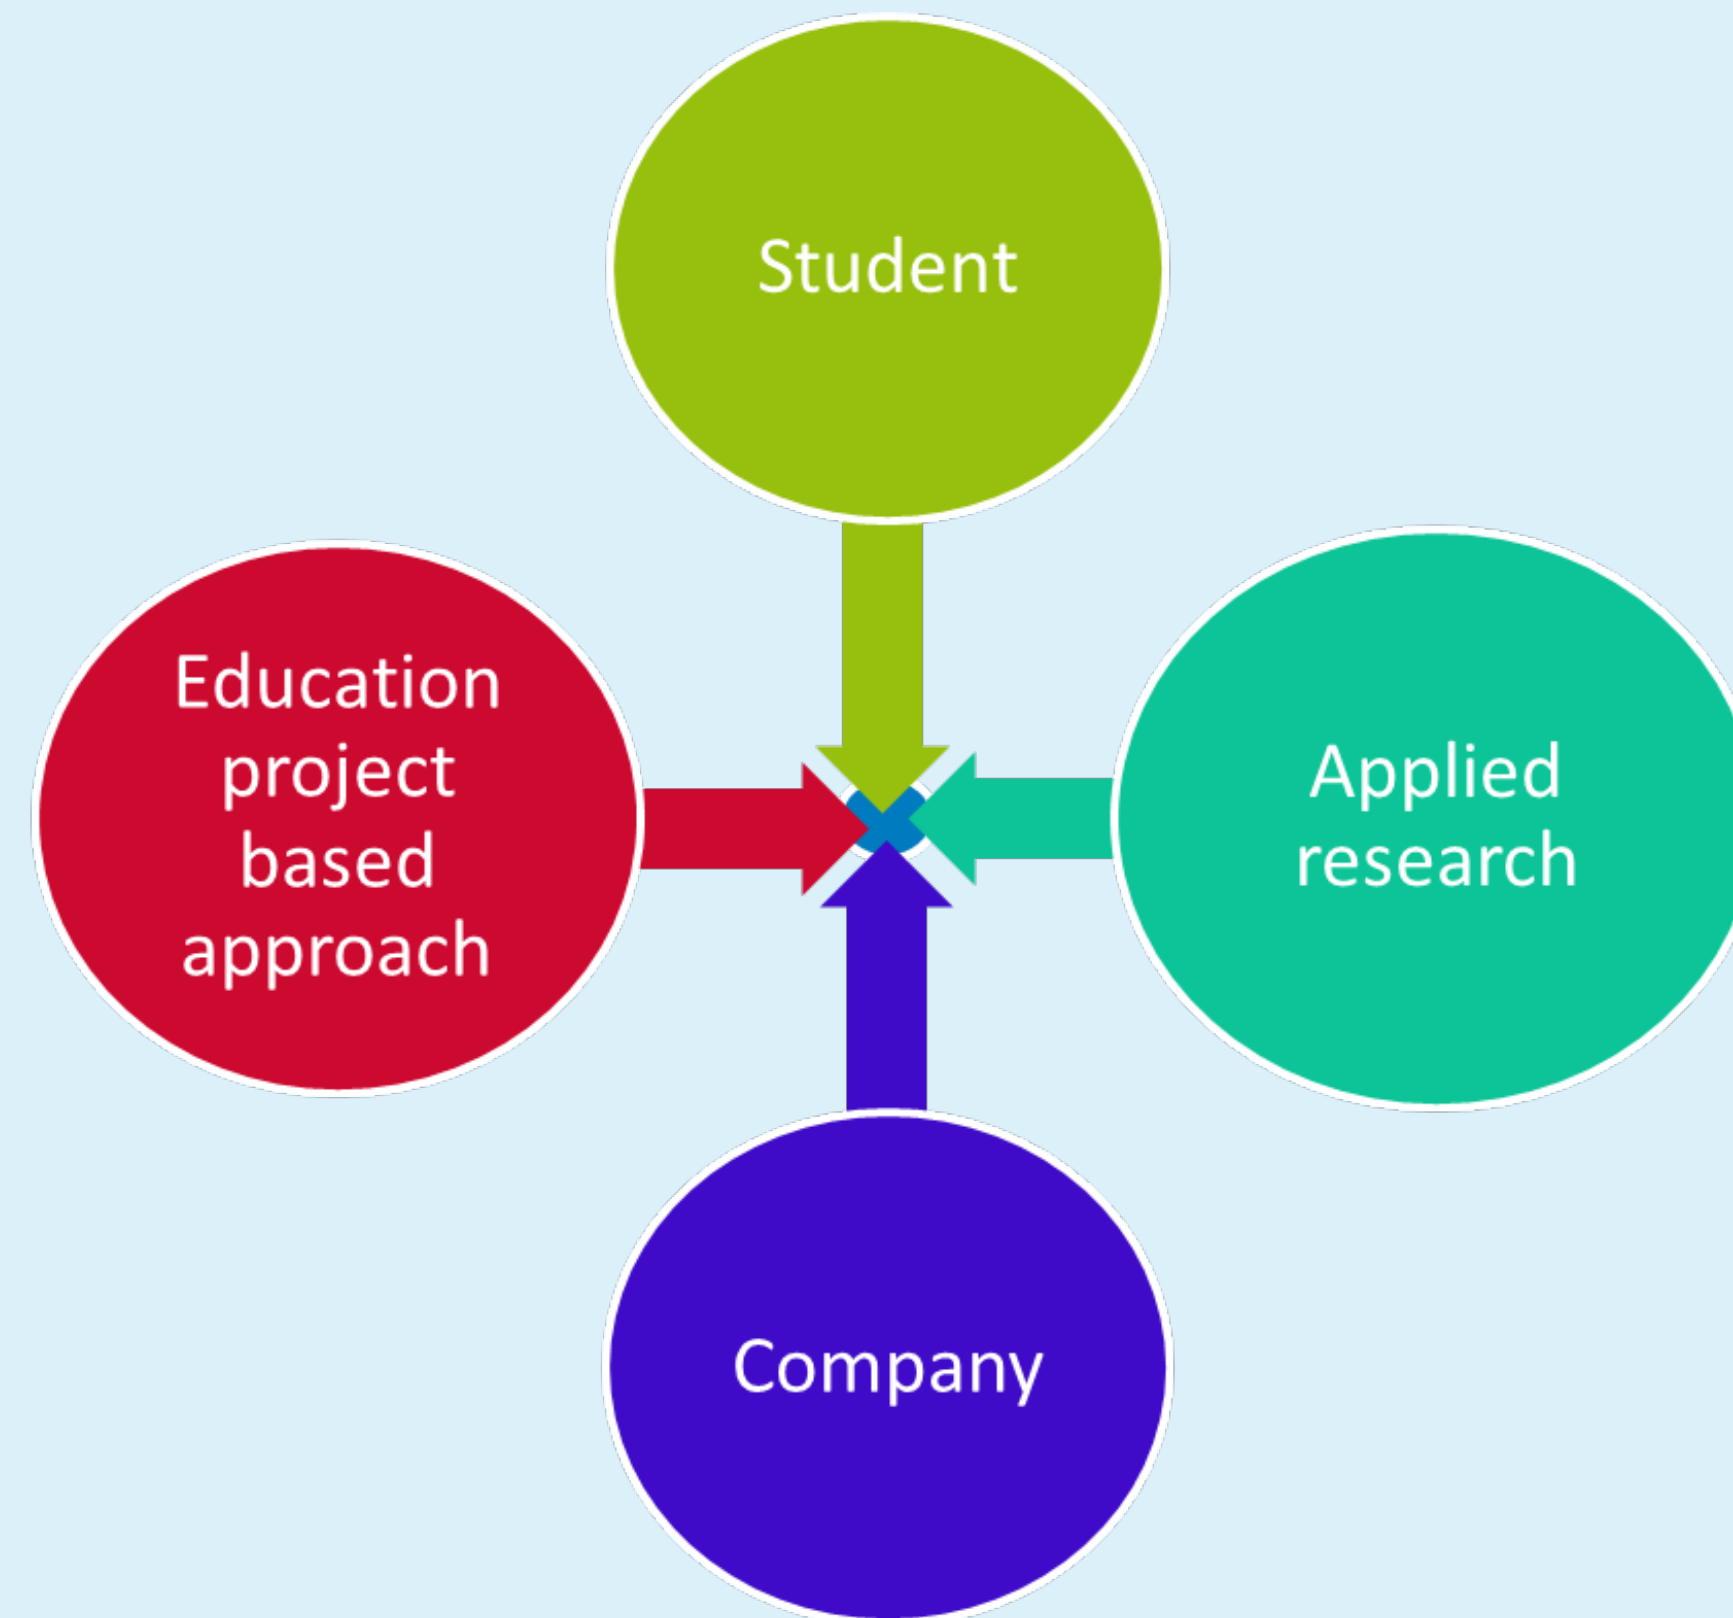 Student
Education
project
based
approach
Applied
research
Company